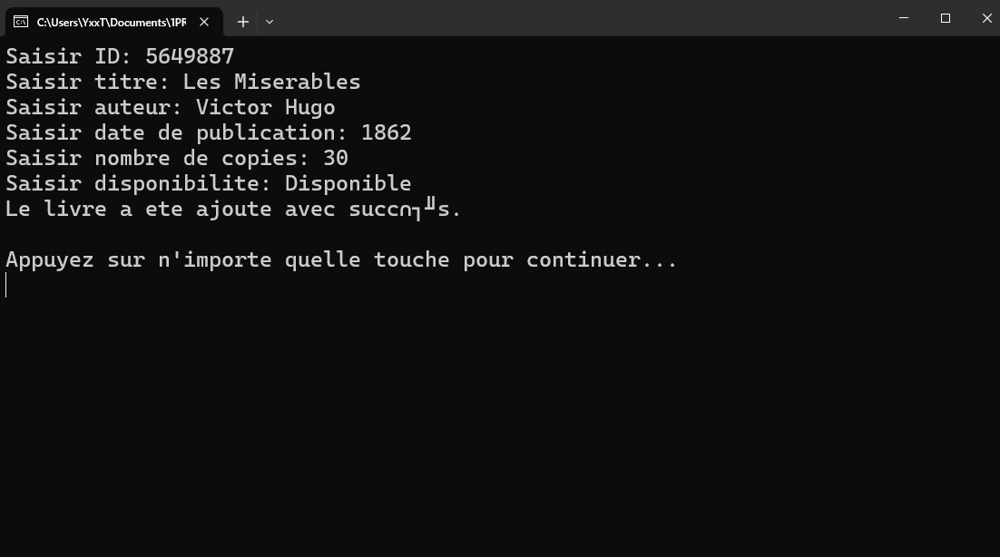 C:\Users\YxxT\Documents\1PR
Saisir ID: 5649887
Saisir titre: Les Miserables
Saisir auteur: Victor Hugo
Saisir date de publication: 1862
Saisir nombre de copies: 30
Saisir disponibilite: Disponible
Le livre a ete ajoute avec succ∩┐╜s.
Appuyez sur n'importe quelle touche pour continuer...